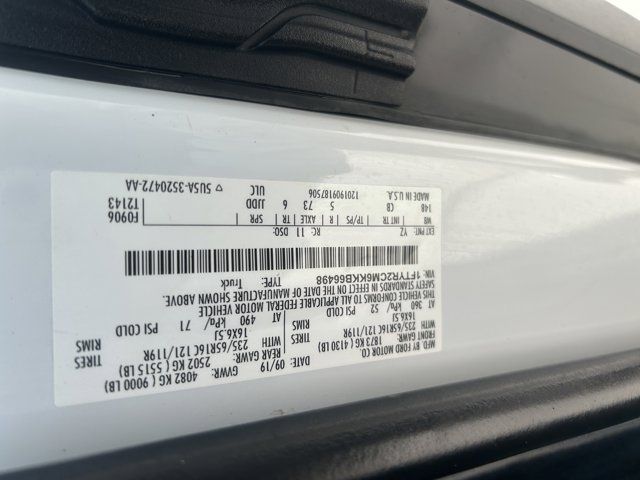 MFD. BY FORD MOTOR CO. 09/19 GVWR: 4082 KG ( 9000 LB)
FRONT GAWR: 1873 KG ( 4130 LB) REAR GAWR: 2502 KG ( 5515 LB)
235/65R16C 121/119R WITH TIRES 235/65R16C 121/119R WITH TIRES
16X6.5J RIMS 16X6.5J RIMS
AT 360 kPa/ 52 PSI COLD 490 kPa/ 71 PSI COLD
THIS VEHICLE CONFORMS TO ALL APPLICABLE FEDERAL MOTOR VEHICLE
SAFETY STANDARDS IN EFFECT ON THE DATE OF MANUFACTURE SHOWN ABOVE.
VIN: 1FTYR2CM6KKB66498 TYPE: Truck
EXT PNT: YZ RC: 11 DSO: F0906
WB INT TR TP/PS R AXLE TR SPR T2143
148 CB 5 73 6 JJDD
MADE IN U.S.A. 1201909187506 ULC 5U5A-3520472-AA